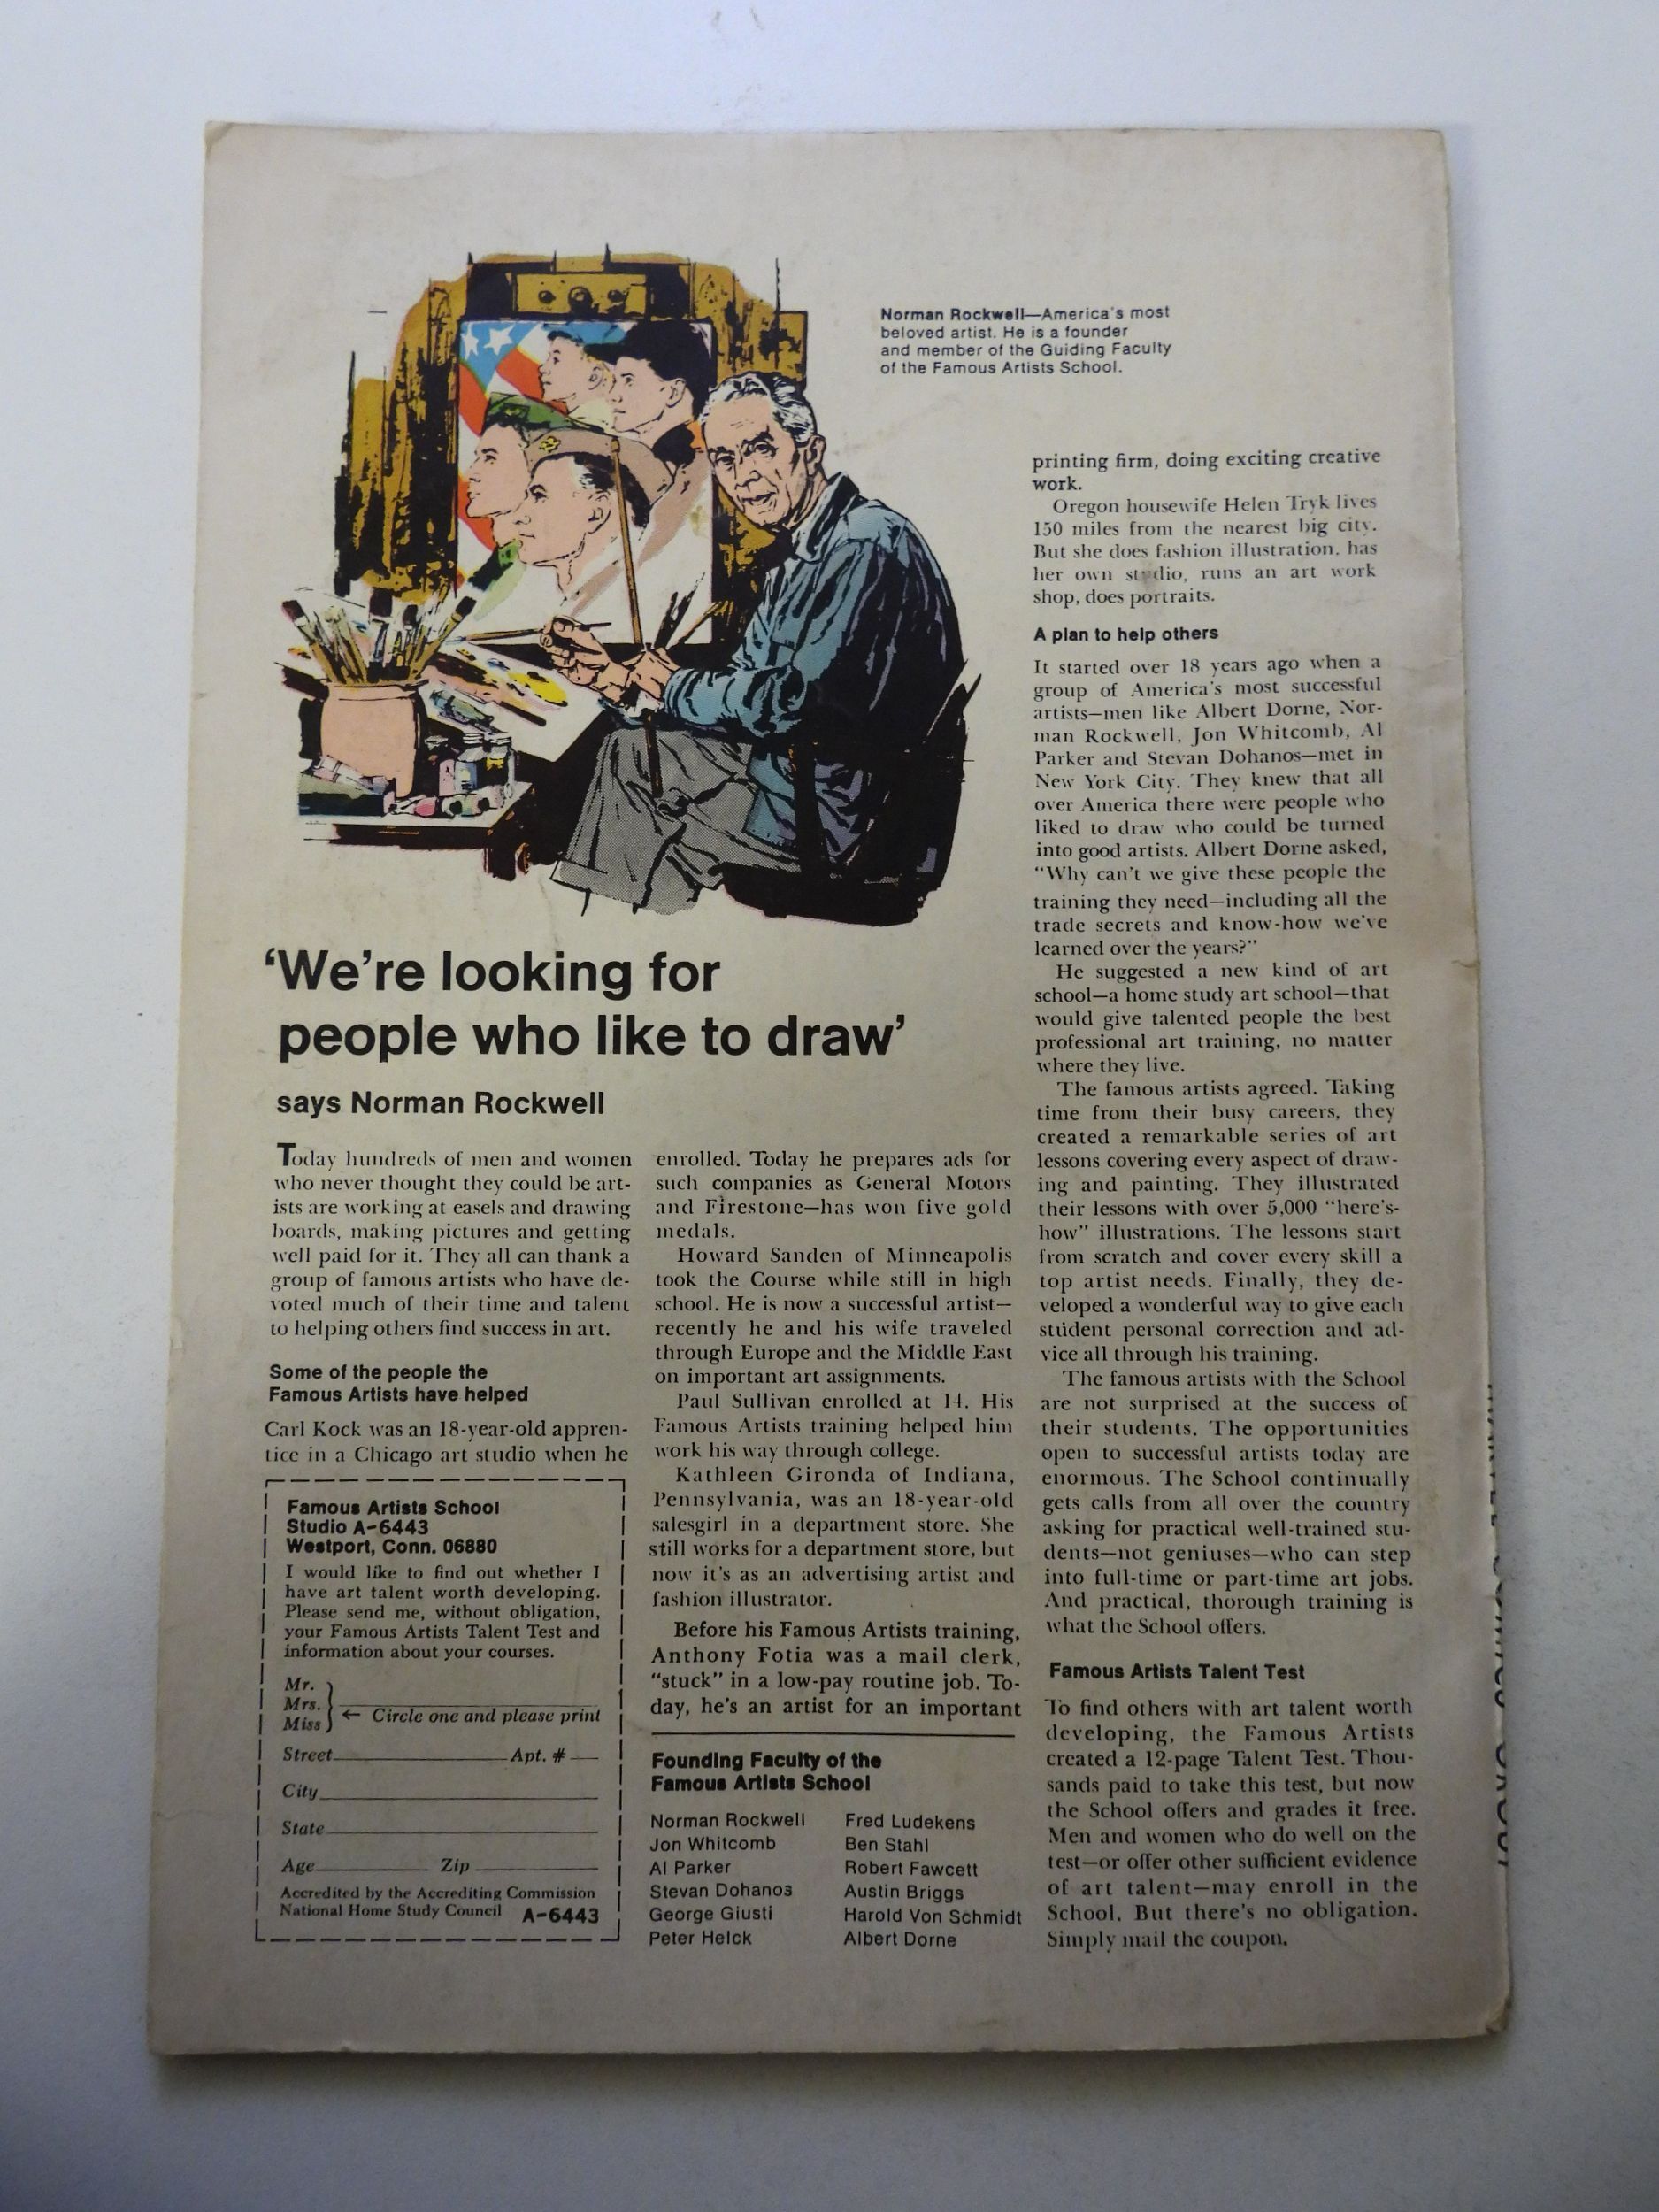 Norman Rockwell—America's most
beloved artist. He is a founder
and member of the Guiding Faculty
of the Famous Artists School.
'We're looking for
people who like to draw'
says Norman Rockwell
Today hundreds of men and women
who never thought they could be art-
ists are working at easels and drawing
boards, making pictures and getting
well paid for it. They all can thank a
group of famous artists who have de-
voted much of their time and talent
to helping others find success in art.
Some of the people the
Famous Artists have helped
Carl Kock was an 18-year-old appren-
tice in a Chicago art studio when he
enrolled. Today he prepares ads for
such companies as General Motors
and Firestone—has won five gold
medals.
Howard Sanden of Minneapolis
took the Course while still in high
school. He is now a successful artist—
recently he and his wife traveled
through Europe and the Middle East
on important art assignments.
Paul Sullivan enrolled at 14. His
Famous Artists training helped him
work his way through college.
Kathleen Gironda of Indiana,
Pennsylvania, was an 18-year-old
salesgirl in a department store. She
still works for a department store, but
now it's as an advertising artist and
fashion illustrator.
Before his Famous Artists training,
Anthony Fotia was a mail clerk,
"stuck" in a low-pay routine job. To-
day, he's an artist for an important
printing firm, doing exciting creative
work.
Oregon housewife Helen Tryk lives
150 miles from the nearest big city.
But she does fashion illustration, has
her own studio, runs an art work
shop, does portraits.
A plan to help others
It started over 18 years ago when a
group of America's most successful
artists—men like Albert Dorne, Nor-
man Rockwell, Jon Whitcomb, Al
Parker and Stevan Dohanos—met in
New York City. They knew that all
over America there were people who
liked to draw who could be turned
into good artists. Albert Dorne asked,
"Why can't we give these people the
training they need—including all the
trade secrets and know-how we've
learned over the years?"
He suggested a new kind of art
school—a home study art school—that
would give talented people the best
professional art training, no matter
where they live.
The famous artists agreed. Taking
time from their busy careers, they
created a remarkable series of art
lessons covering every aspect of draw-
ing and painting. They illustrated
their lessons with over 5,000 "here's-
how" illustrations. The lessons start
from scratch and cover every skill a
top artist needs. Finally, they de-
veloped a wonderful way to give each
student personal correction and ad-
vice all through his training.
The famous artists with the School
are not surprised at the success of
their students. The opportunities
open to successful artists today are
enormous. The School continually
gets calls from all over the country
asking for practical well-trained stu-
dents—not geniuses—who can step
into full-time or part-time art jobs.
And practical, thorough training is
what the School offers.
Famous Artists Talent Test
To find others with art talent worth
developing, the Famous Artists
created a 12-page Talent Test. Thou-
sands paid to take this test, but now
the School offers and grades it free.
Men and women who do well on the
test—or offer other sufficient evidence
of art talent—may enroll in the
School. But there's no obligation.
Simply mail the coupon.
Famous Artists School
Studio A-6443
Westport, Conn. 06880
I would like to find out whether I
have art talent worth developing.
Please send me, without obligation,
your Famous Artists Talent Test and
information about your courses.
Mr.
Mrs.
Miss
← Circle one and please print
Street Apt. #
City
State
Age Zip
Accredited by the Accrediting Commission
National Home Study Council A-6443
Founding Faculty of the
Famous Artists School
Norman Rockwell
Jon Whitcomb
Al Parker
Stevan Dohanos
George Giusti
Peter Helck
Fred Ludekens
Ben Stahl
Robert Fawcett
Austin Briggs
Harold Von Schmidt
Albert Dorne